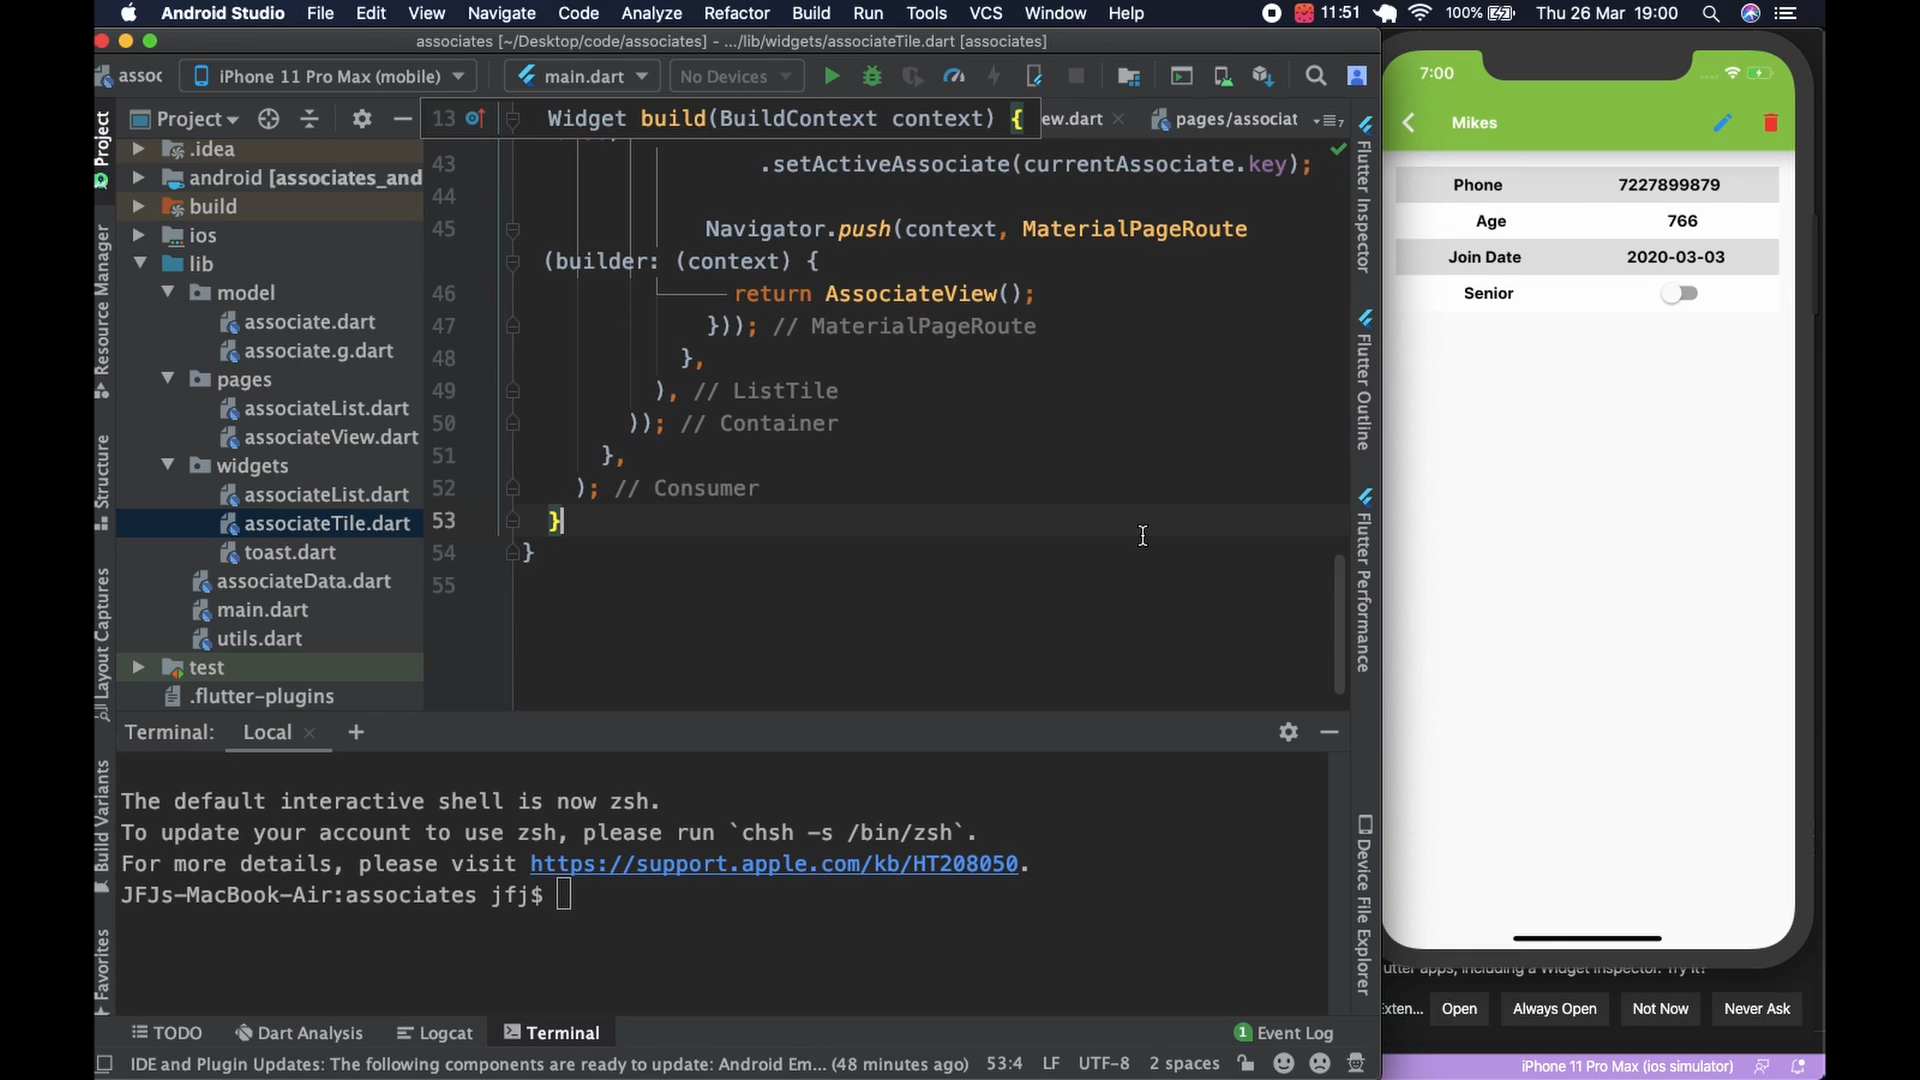 Android Studio File Edit View Navigate Code Analyze Refactor Build Run Tools VCS Window Help 11:51 100% Thu 26 Mar 19:00
associates [~/Desktop/code/associates] - .../lib/widgets/associateTile.dart [associates]
assoc iPhone 11 Pro Max (mobile) main.dart No Devices
Project
13 Widget build(BuildContext context) {
ew.dart pages/associat 7
.idea
android [associates_and
build
ios
lib
model
associate.dart
associate.g.dart
pages
associateList.dart
associateView.dart
widgets
associateList.dart
associateTile.dart
toast.dart
associateData.dart
main.dart
utils.dart
test
.flutter-plugins
43 .setActiveAssociate(currentAssociate.key);
44
45 Navigator.push(context, MaterialPageRoute
(builder: (context) {
46 return AssociateView();
47 })); // MaterialPageRoute
48 },
49 ), // ListTile
50 )); // Container
51 },
52 ); // Consumer
53 }
54 }
55
Project
Resource Manager
Structure
Layout Captures
Build Variants
Favorites
Flutter Inspector
Flutter Outline
Flutter Performance
Device File Explorer
Terminal: Local +
The default interactive shell is now zsh.
To update your account to use zsh, please run `chsh -s /bin/zsh`.
For more details, please visit https://support.apple.com/kb/HT208050.
JFJs-MacBook-Air:associates jfj$
TODO Dart Analysis Logcat Terminal 1 Event Log
IDE and Plugin Updates: The following components are ready to update: Android Em... (48 minutes ago) 53:4 LF UTF-8 2 spaces
7:00
Mikes
Phone 7227899879
Age 766
Join Date 2020-03-03
Senior
utter apps, including a Widget Inspector. Try it?
Exten... Open Always Open Not Now Never Ask
iPhone 11 Pro Max (ios simulator)